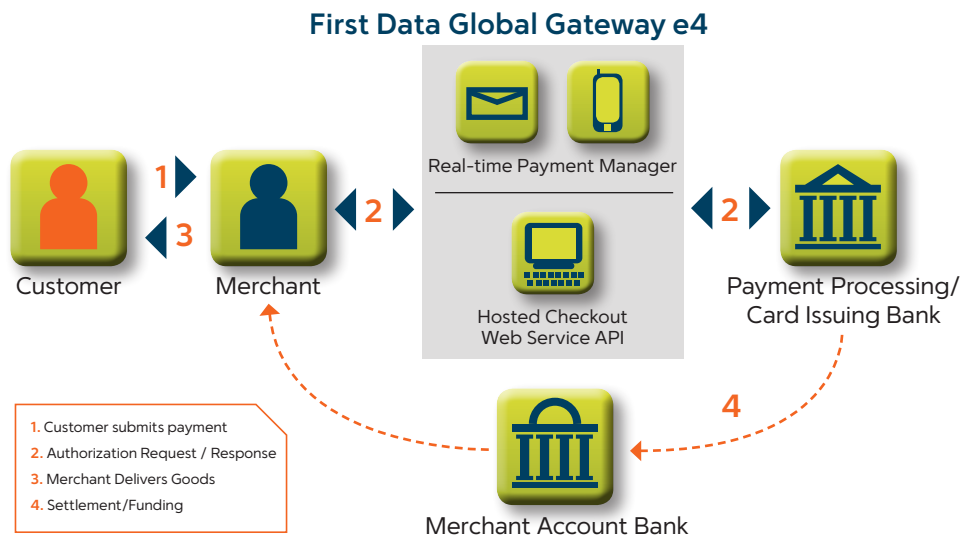 First Data Global Gateway e4
Real-time Payment Manager
1
2
2
3
Customer
Merchant
Hosted Checkout
Web Service API
Payment Processing/
Card Issuing Bank
4
1. Customer submits payment
2. Authorization Request / Response
3. Merchant Delivers Goods
4. Settlement/Funding
Merchant Account Bank